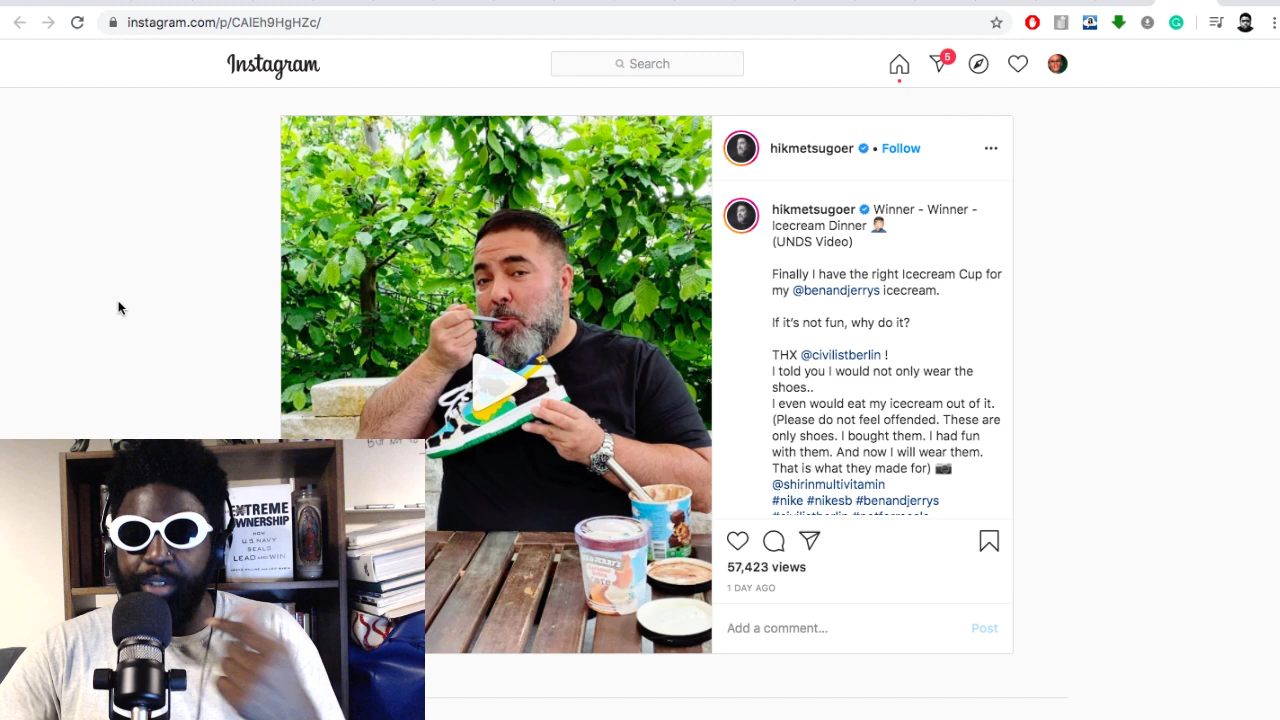 instagram.com/p/CAlEh9HgHZc/
Instagram
Search
5
hikmetsugoer • Follow
hikmetsugoer Winner - Winner -
Icecream Dinner 🤦🏻‍♂️
(UNDS Video)
Finally I have the right Icecream Cup for
my @benandjerrys icecream.
If it's not fun, why do it?
THX @civilistberlin !
I told you I would not only wear the
shoes..
I even would eat my icecream out of it.
(Please do not feel offended. These are
only shoes. I bought them. I had fun
with them. And now I will wear them.
That is what they made for) 📷
@shirinmultivitamin
#nike #nikesb #benandjerrys
57,423 views
1 DAY AGO
Add a comment...
Post
EXTREME
OWNERSHIP
HOW
U.S. NAVY
SEALS
LEAD AND WIN